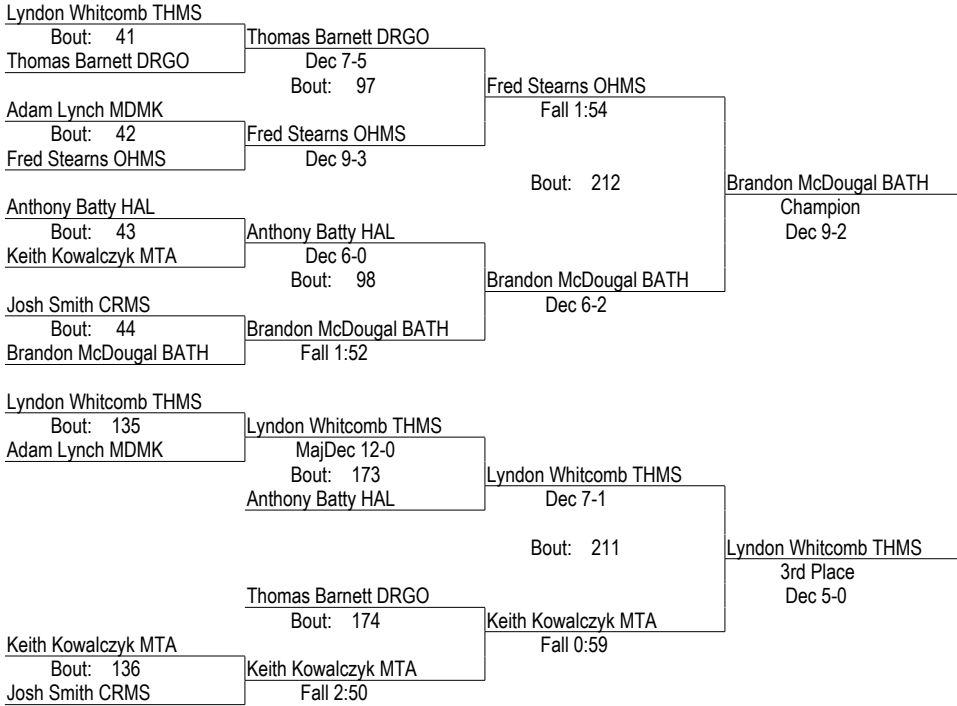 Lyndon Whitcomb THMS
Bout: 41
Thomas Barnett DRGO
Thomas Barnett DRGO
Dec 7-5
Bout: 97
Fred Stearns OHMS
Fall 1:54
Adam Lynch MDMK
Bout: 42
Fred Stearns OHMS
Fred Stearns OHMS
Dec 9-3
Bout: 212
Brandon McDougal BATH
Champion
Dec 9-2
Anthony Batty HAL
Bout: 43
Keith Kowalczyk MTA
Anthony Batty HAL
Dec 6-0
Bout: 98
Brandon McDougal BATH
Dec 6-2
Josh Smith CRMS
Bout: 44
Brandon McDougal BATH
Brandon McDougal BATH
Fall 1:52
Lyndon Whitcomb THMS
Bout: 135
Adam Lynch MDMK
Lyndon Whitcomb THMS
MajDec 12-0
Bout: 173
Anthony Batty HAL
Lyndon Whitcomb THMS
Dec 7-1
Bout: 211
Lyndon Whitcomb THMS
3rd Place
Dec 5-0
Thomas Barnett DRGO
Bout: 174
Keith Kowalczyk MTA
Fall 0:59
Keith Kowalczyk MTA
Bout: 136
Josh Smith CRMS
Keith Kowalczyk MTA
Fall 2:50